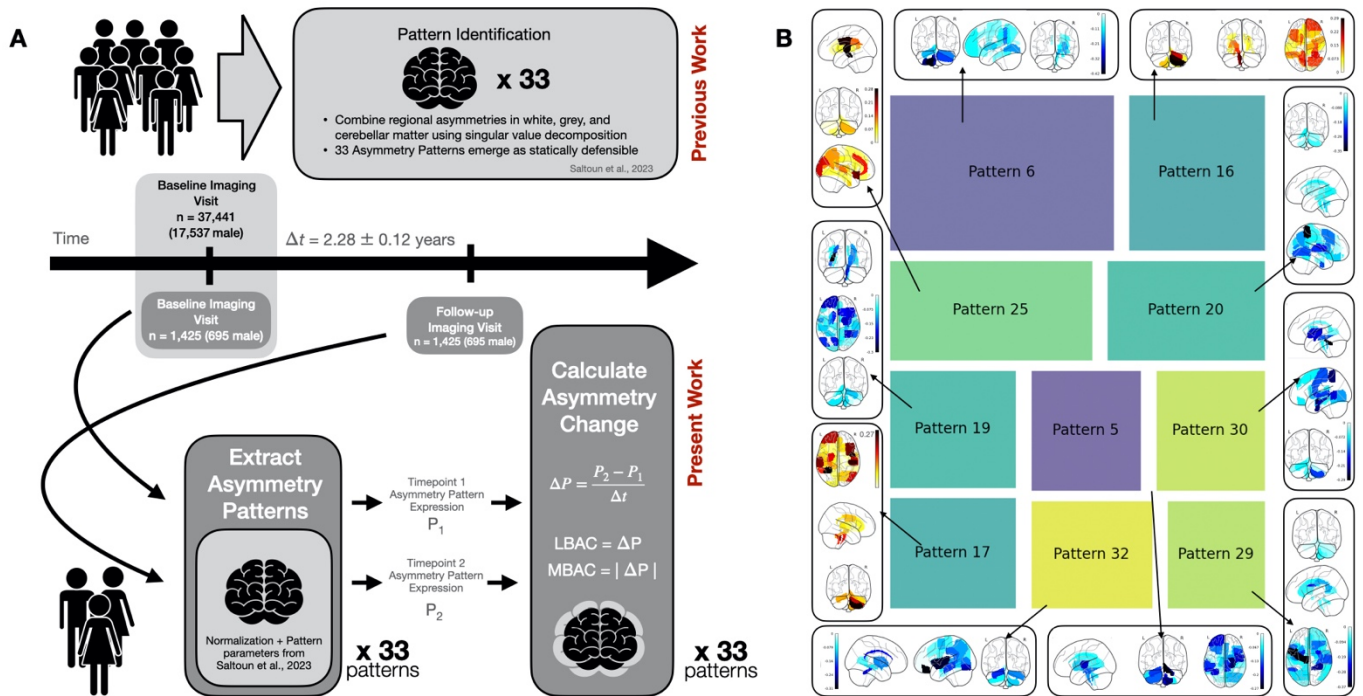 A
Pattern Identification
x 33
• Combine regional asymmetries in white, grey, and
cerebellar matter using singular value decomposition
• 33 Asymmetry Patterns emerge as statically defensible
Saltoun et al., 2023
Previous Work
Baseline Imaging
Visit
n = 37,441
(17,537 male)
Time
Δt = 2.28 ± 0.12 years
Baseline Imaging
Visit
n = 1,425 (695 male)
Follow-up
Imaging Visit
n = 1,425 (695 male)
Present Work
Extract
Asymmetry
Patterns
Normalization + Pattern
parameters from
Saltoun et al., 2023
x 33
patterns
Timepoint 1
Asymmetry Pattern
Expression
P1
Timepoint 2
Asymmetry Pattern
Expression
P2
Calculate
Asymmetry
Change
ΔP = P2 − P1
Δt
LBAC = ΔP
MBAC = | ΔP |
x 33
patterns
B
Pattern 6
Pattern 16
Pattern 25
Pattern 20
Pattern 19
Pattern 5
Pattern 30
Pattern 17
Pattern 32
Pattern 29
L R
0.27